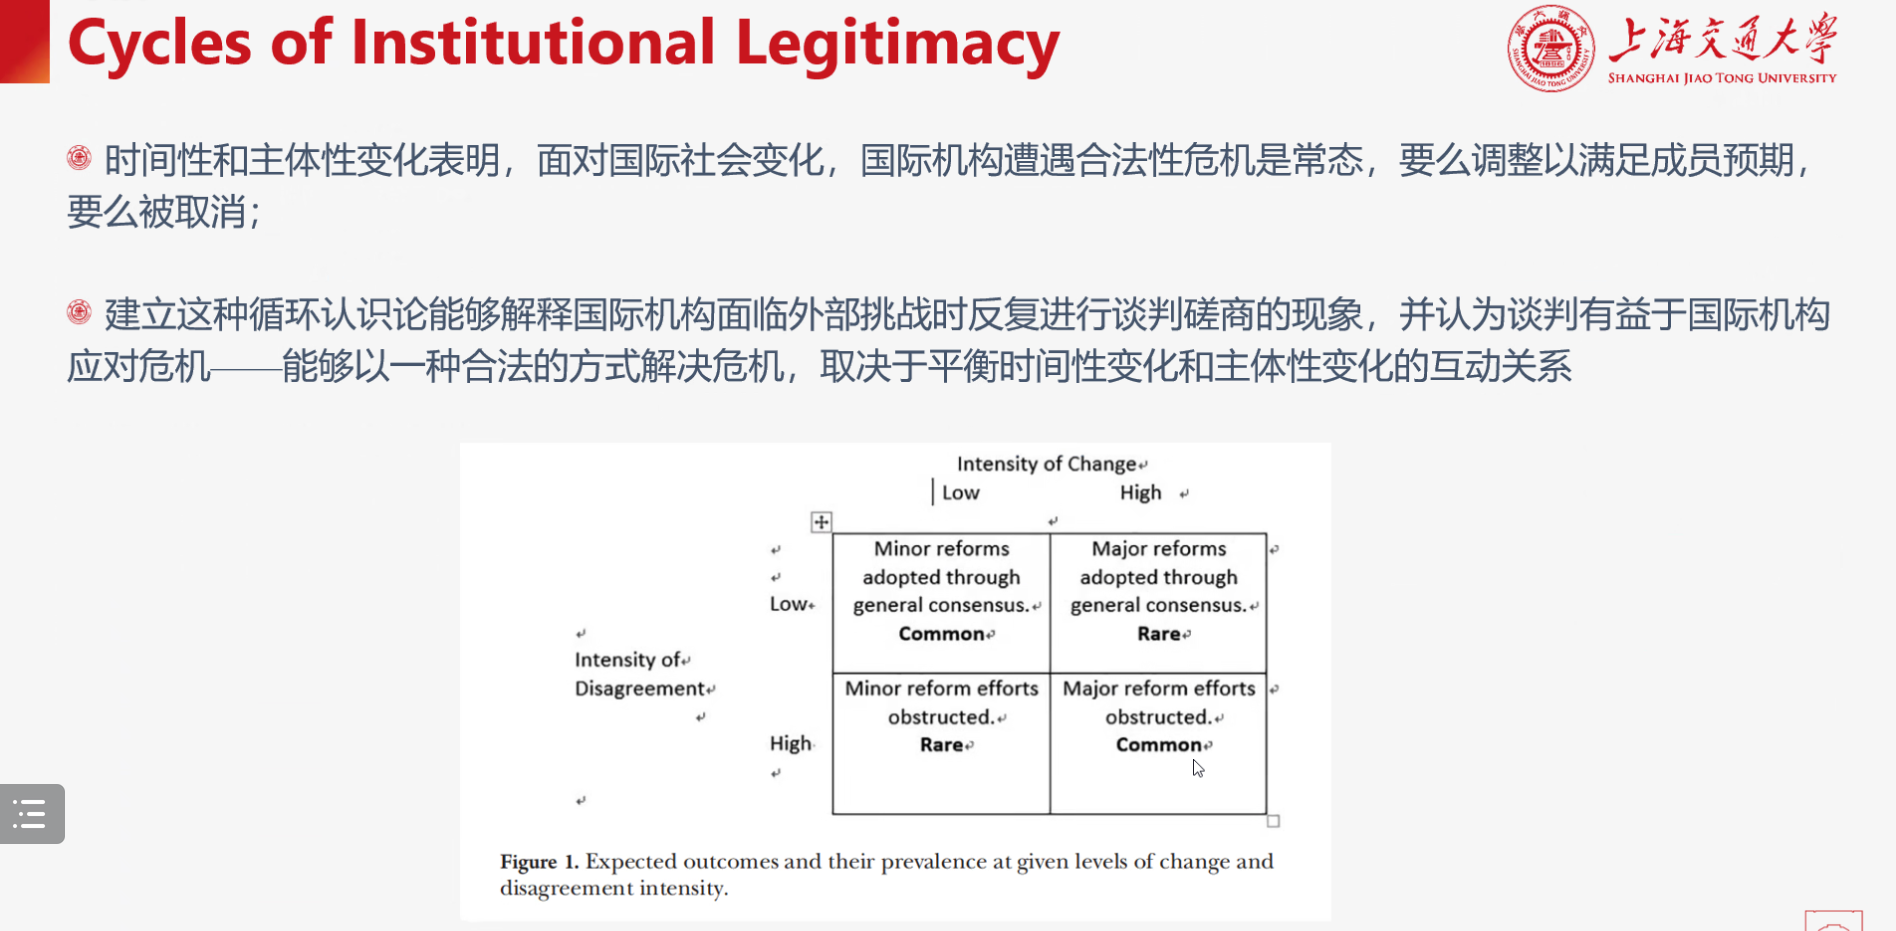 Cycles of Institutional Legitimacy
上海交通大学
SHANGHAI JIAO TONG UNIVERSITY
时间性和主体性变化表明，面对国际社会变化，国际机构遭遇合法性危机是常态，要么调整以满足成员预期，
要么被取消；
建立这种循环认识论能够解释国际机构面临外部挑战时反复进行谈判磋商的现象，并认为谈判有益于国际机构
应对危机——能够以一种合法的方式解决危机，取决于平衡时间性变化和主体性变化的互动关系
Intensity of Change
Low High
Minor reforms
adopted through
general consensus.
Common
Major reforms
adopted through
general consensus.
Rare
Low
Intensity of
Disagreement
High
Minor reform efforts
obstructed.
Rare
Major reform efforts
obstructed.
Common
Figure 1. Expected outcomes and their prevalence at given levels of change and
disagreement intensity.